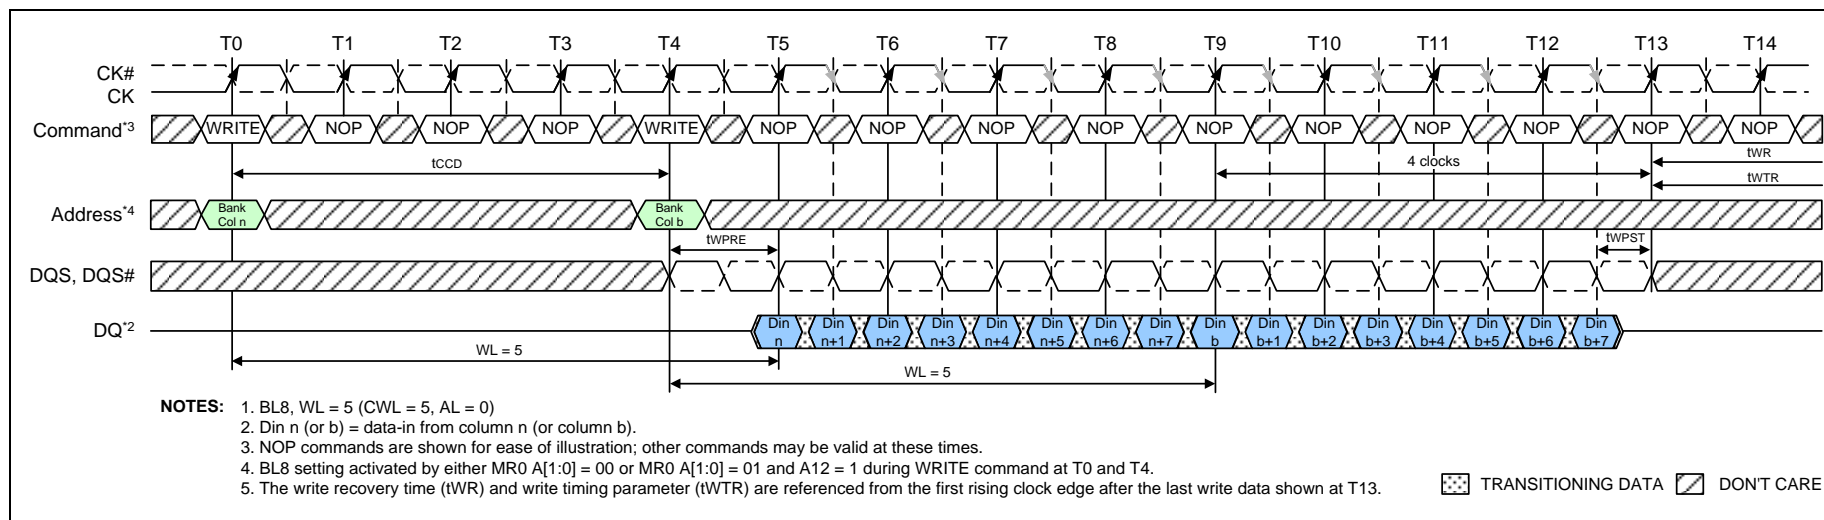 T0 T1 T2 T3 T4 T5 T6 T7 T8 T9 T10 T11 T12 T13 T14
CK#
CK
Command*3 WRITE NOP NOP NOP WRITE NOP NOP NOP NOP NOP NOP NOP NOP NOP NOP
tCCD 4 clocks tWR
tWTR
Address*4 Bank Col n Bank Col b
tWPRE tWPST
DQS, DQS#
DQ*2 Din n Din n+1 Din n+2 Din n+3 Din n+4 Din n+5 Din n+6 Din n+7 Din b Din b+1 Din b+2 Din b+3 Din b+4 Din b+5 Din b+6 Din b+7
WL = 5
WL = 5
NOTES: 1. BL8, WL = 5 (CWL = 5, AL = 0)
2. Din n (or b) = data-in from column n (or column b).
3. NOP commands are shown for ease of illustration; other commands may be valid at these times.
4. BL8 setting activated by either MR0 A[1:0] = 00 or MR0 A[1:0] = 01 and A12 = 1 during WRITE command at T0 and T4.
5. The write recovery time (tWR) and write timing parameter (tWTR) are referenced from the first rising clock edge after the last write data shown at T13.
TRANSITIONING DATA DON'T CARE